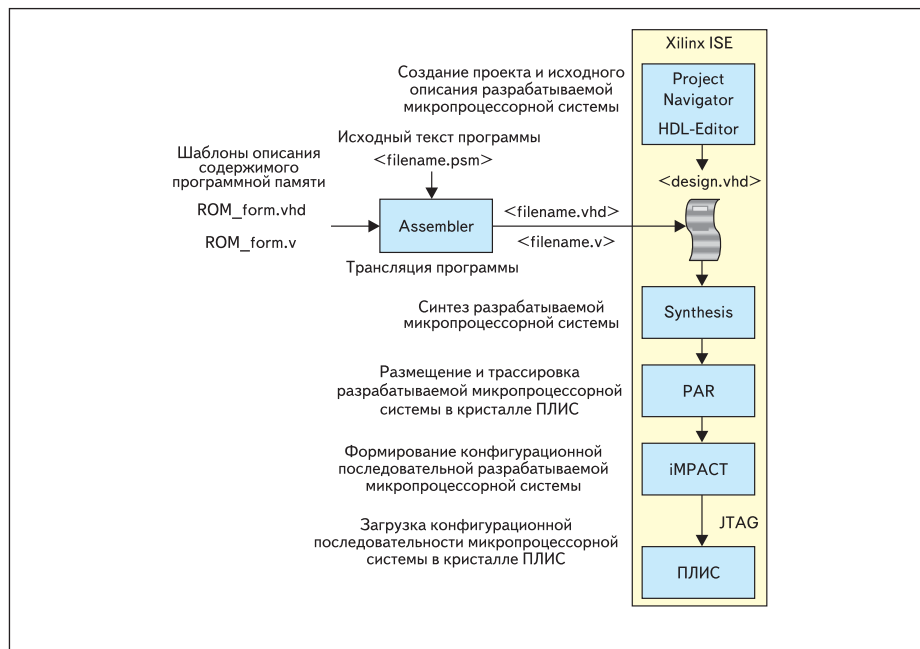 Xilinx ISE
Создание проекта и исходного
описания разрабатываемой
микропроцессорной системы
Project
Navigator
HDL-Editor
Исходный текст программы
<filename.psm>
Шаблоны описания
содержимого
программной памяти
ROM_form.vhd
ROM_form.v
Assembler
<filename.vhd>
<filename.v>
<design.vhd>
Трансляция программы
Синтез разрабатываемой
микропроцессорной системы
Synthesis
Размещение и трассировка
разрабатываемой микропроцессорной
системы в кристалле ПЛИС
PAR
Формирование конфигурационной
последовательной разрабатываемой
микропроцессорной системы
iMPACT
JTAG
Загрузка конфигурационной
последовательности микропроцессорной
системы в кристалле ПЛИС
ПЛИС